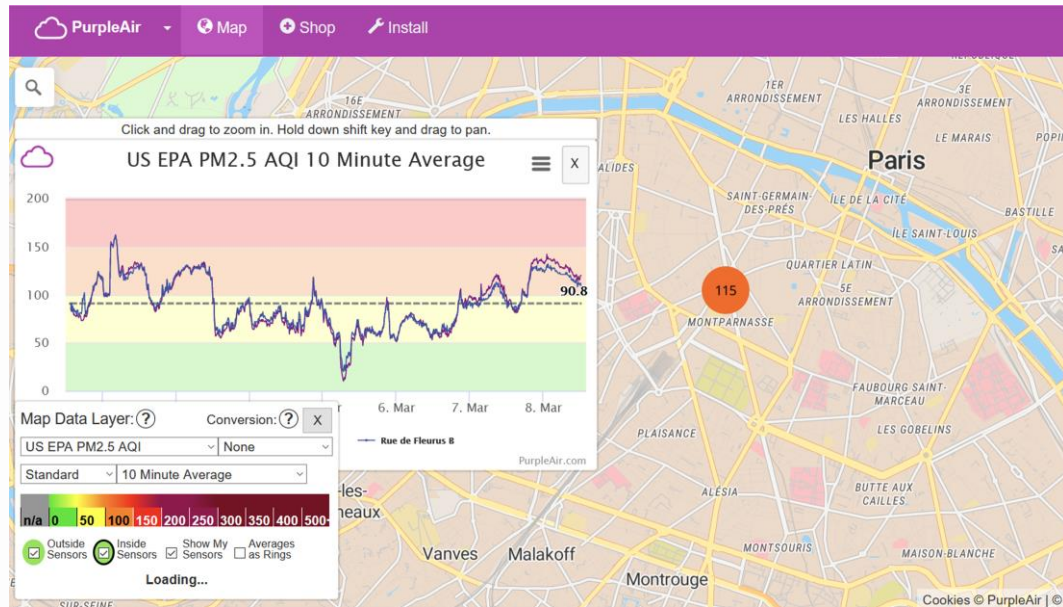 PurpleAir Map Shop Install
16E
ARRONDISSEMENT
1ER
ARRONDISSEMENT
3E
ARRONDISSEMENT
LES HALLES
LE MARAIS
Paris
SAINT-GERMAIN-
DES-PRÉS
ÎLE DE LA CITÉ
BASTILLE
ÎLE SAINT-LOUIS
QUARTIER LATIN
5E
ARRONDISSEMENT
115
MONTPARNASSE
FAUBOURG SAINT-
MARCEAU
PLAISANCE
LES GOBELINS
ALÉSIA
BUTTE AUX
CAILLES
MONTSOURIS
MAISON-BLANCHE
Vanves
Malakoff
Montrouge
Cookies © PurpleAir | ©
Click and drag to zoom in. Hold down shift key and drag to pan.
US EPA PM2.5 AQI 10 Minute Average
X
200
150
100
50
0
90.8
6. Mar 7. Mar 8. Mar
Rue de Fleurus B
PurpleAir.com
Map Data Layer: ? Conversion: ? X
US EPA PM2.5 AQI None
Standard 10 Minute Average
n/a 0 50 100 150 200 250 300 350 400 500+
Outside Sensors
Inside Sensors
Show My Sensors
Averages as Rings
Loading...